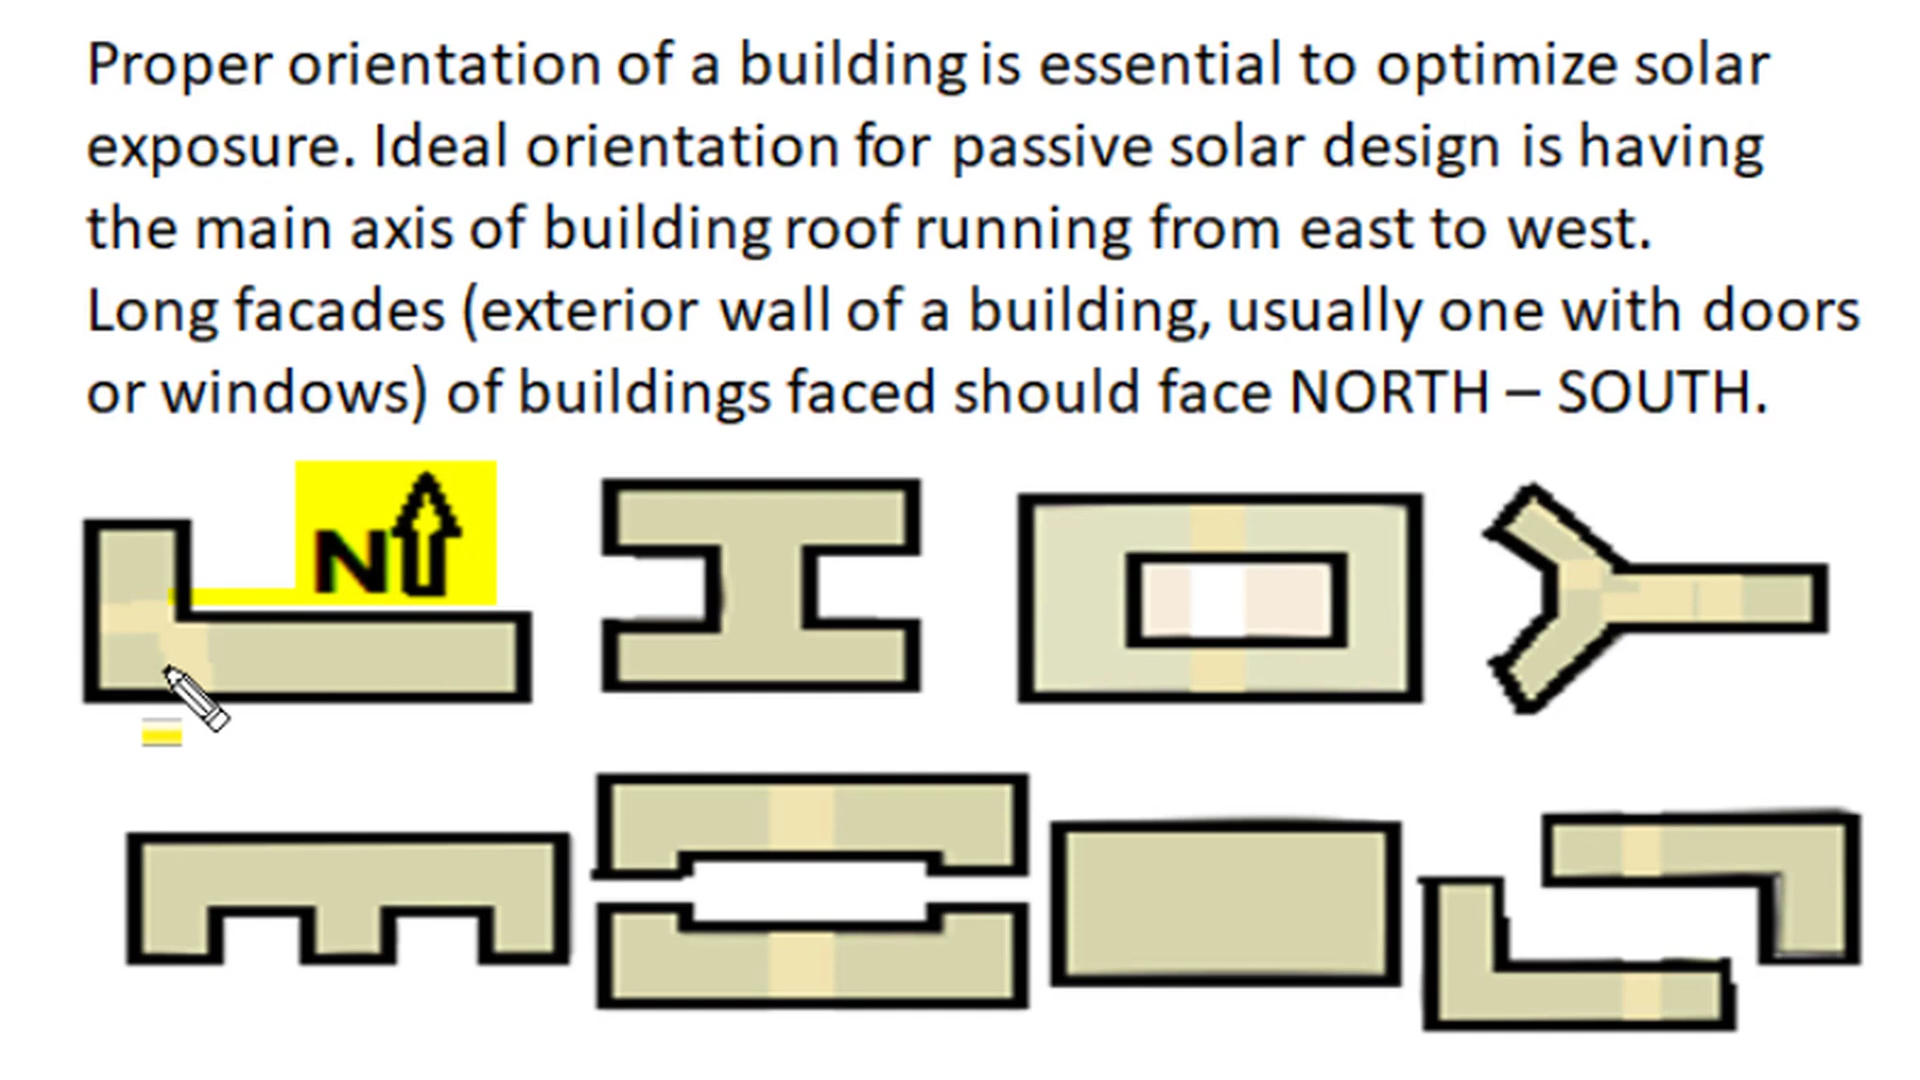 Proper orientation of a building is essential to optimize solar
exposure. Ideal orientation for passive solar design is having
the main axis of building roof running from east to west.
Long facades (exterior wall of a building, usually one with doors
or windows) of buildings faced should face NORTH – SOUTH.
N